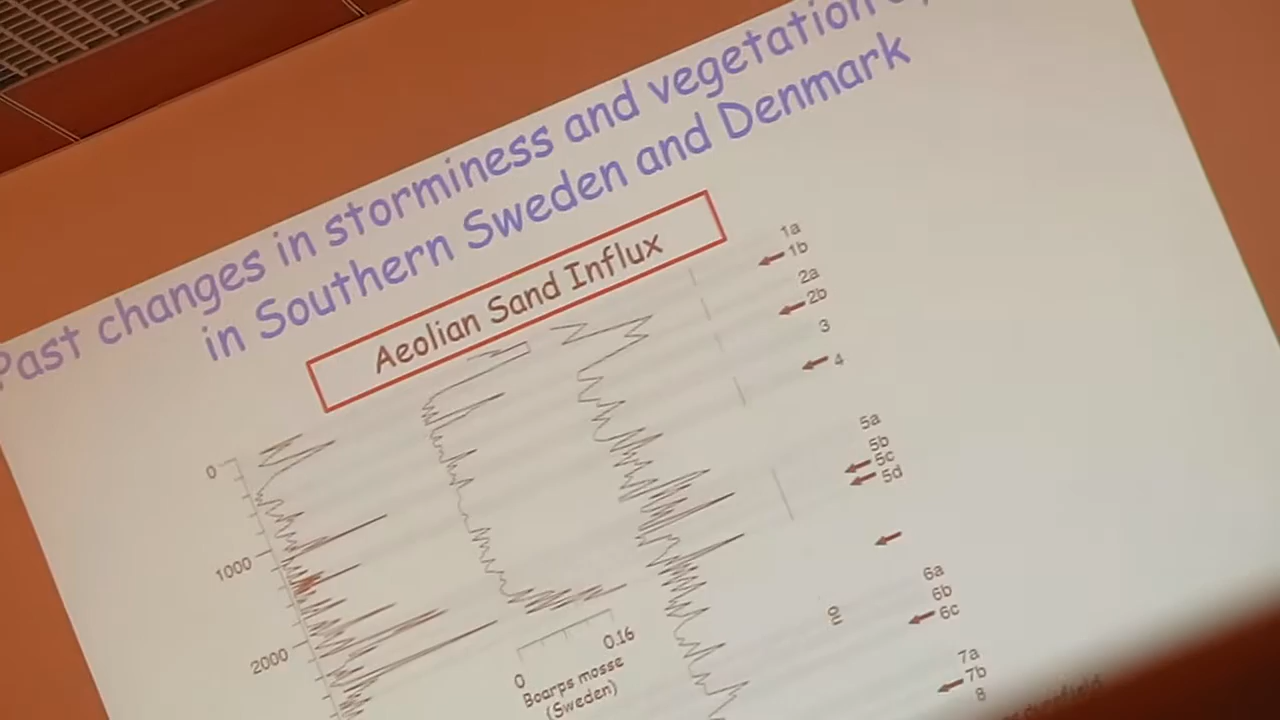 Past changes in storminess and vegetation
in Southern Sweden and Denmark
Aeolian Sand Influx
1a
1b
2a
2b
3
4
5a
5b
5c
5d
6a
6b
6c
7a
7b
8
0
1000
2000
0
0.16
Boarps mosse
(Sweden)